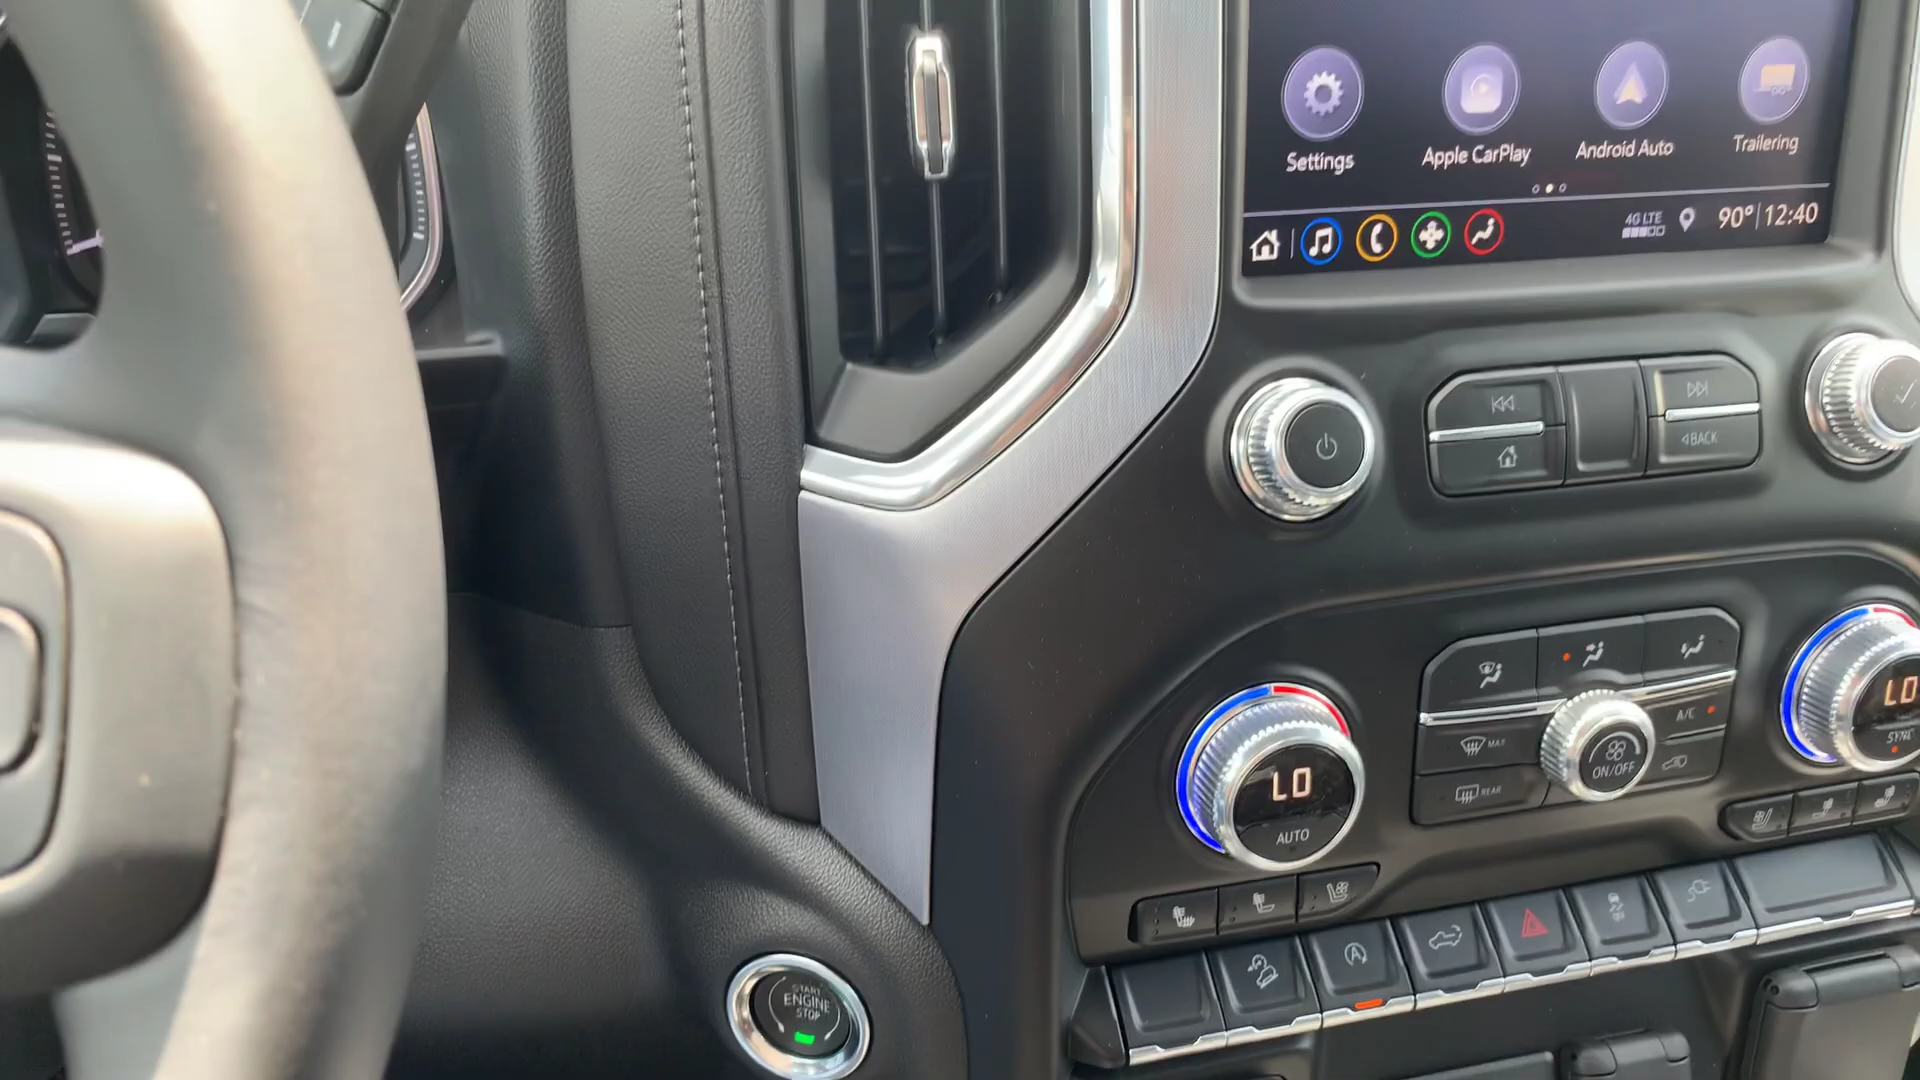 Settings
Apple CarPlay
Android Auto
Trailering
4G LTE
90° 12:40
BACK
LO
AUTO
MAX
REAR
ON/OFF
A/C
LO
SYNC
A
START
ENGINE
STOP